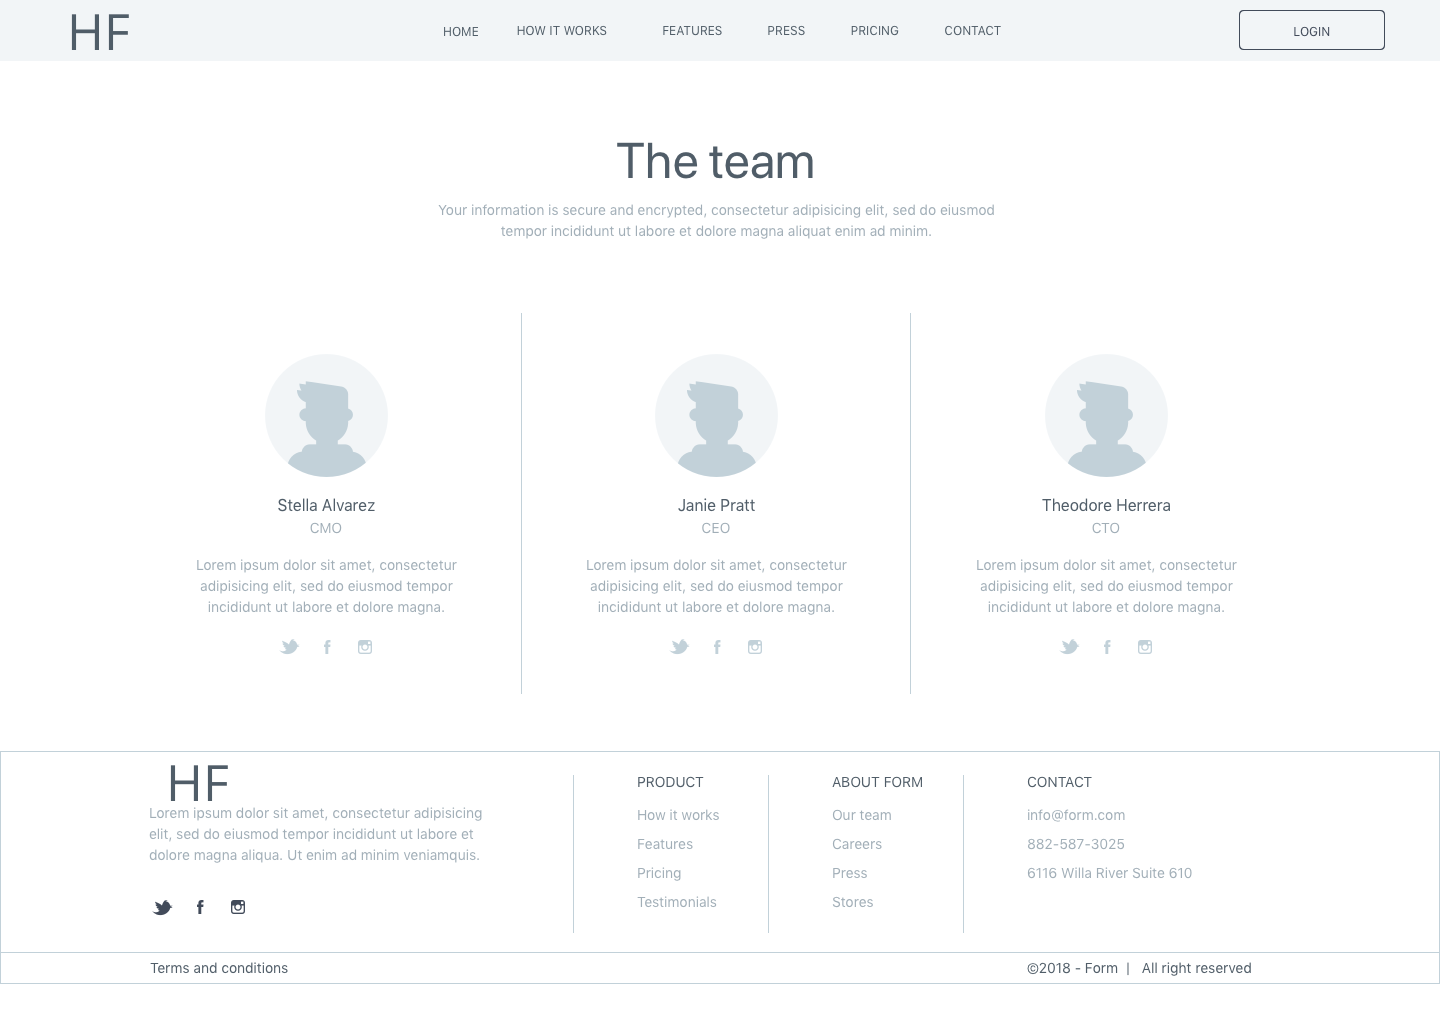 HF
HOME HOW IT WORKS FEATURES PRESS PRICING CONTACT LOGIN
The team
Your information is secure and encrypted, consectetur adipisicing elit, sed do eiusmod
tempor incididunt ut labore et dolore magna aliquat enim ad minim.
Stella Alvarez
CMO
Lorem ipsum dolor sit amet, consectetur
adipisicing elit, sed do eiusmod tempor
incididunt ut labore et dolore magna.
Janie Pratt
CEO
Lorem ipsum dolor sit amet, consectetur
adipisicing elit, sed do eiusmod tempor
incididunt ut labore et dolore magna.
Theodore Herrera
CTO
Lorem ipsum dolor sit amet, consectetur
adipisicing elit, sed do eiusmod tempor
incididunt ut labore et dolore magna.
HF
Lorem ipsum dolor sit amet, consectetur adipisicing
elit, sed do eiusmod tempor incididunt ut labore et
dolore magna aliqua. Ut enim ad minim veniamquis.
PRODUCT
How it works
Features
Pricing
Testimonials
ABOUT FORM
Our team
Careers
Press
Stores
CONTACT
info@form.com
882-587-3025
6116 Willa River Suite 610
Terms and conditions
©2018 - Form | All right reserved